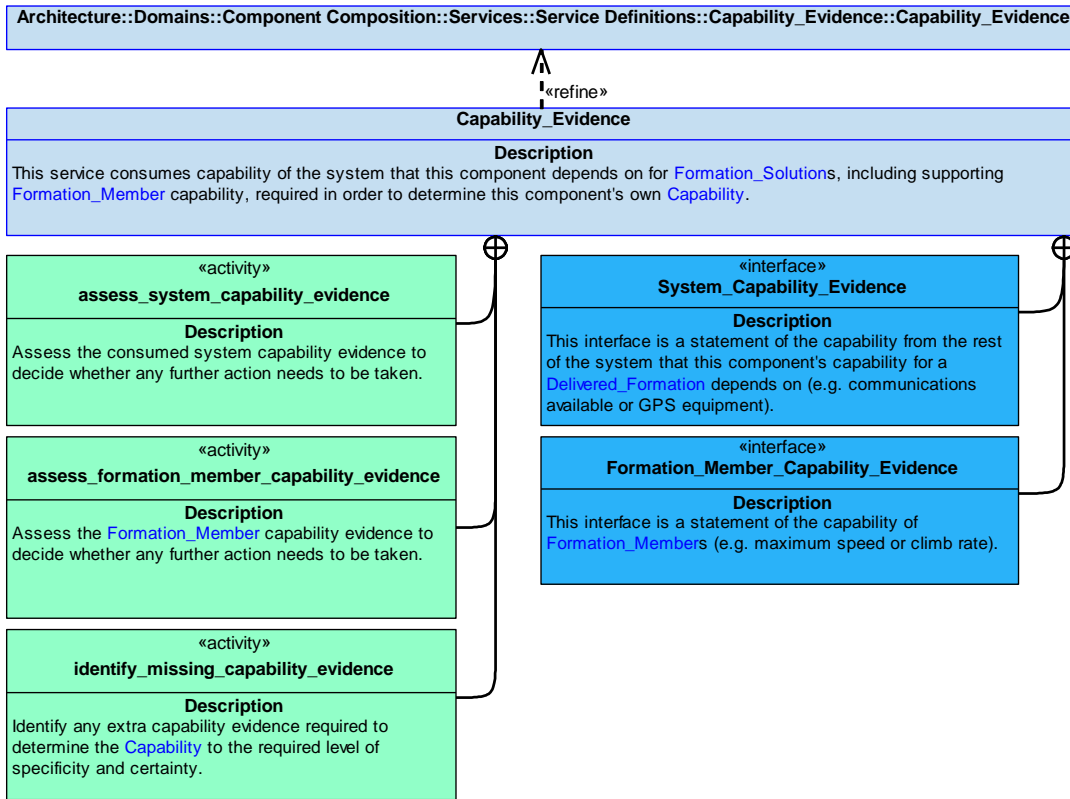 Architecture::Domains::Component Composition::Services::Service Definitions::Capability_Evidence::Capability_Evidence
«refine»
Capability_Evidence
Description
This service consumes capability of the system that this component depends on for Formation_Solutions, including supporting
Formation_Member capability, required in order to determine this component's own Capability.
«activity»
assess_system_capability_evidence
Description
Assess the consumed system capability evidence to
decide whether any further action needs to be taken.
«interface»
System_Capability_Evidence
Description
This interface is a statement of the capability from the rest
of the system that this component's capability for a
Delivered_Formation depends on (e.g. communications
available or GPS equipment).
«activity»
assess_formation_member_capability_evidence
Description
Assess the Formation_Member capability evidence to
decide whether any further action needs to be taken.
«interface»
Formation_Member_Capability_Evidence
Description
This interface is a statement of the capability of
Formation_Members (e.g. maximum speed or climb rate).
«activity»
identify_missing_capability_evidence
Description
Identify any extra capability evidence required to
determine the Capability to the required level of
specificity and certainty.